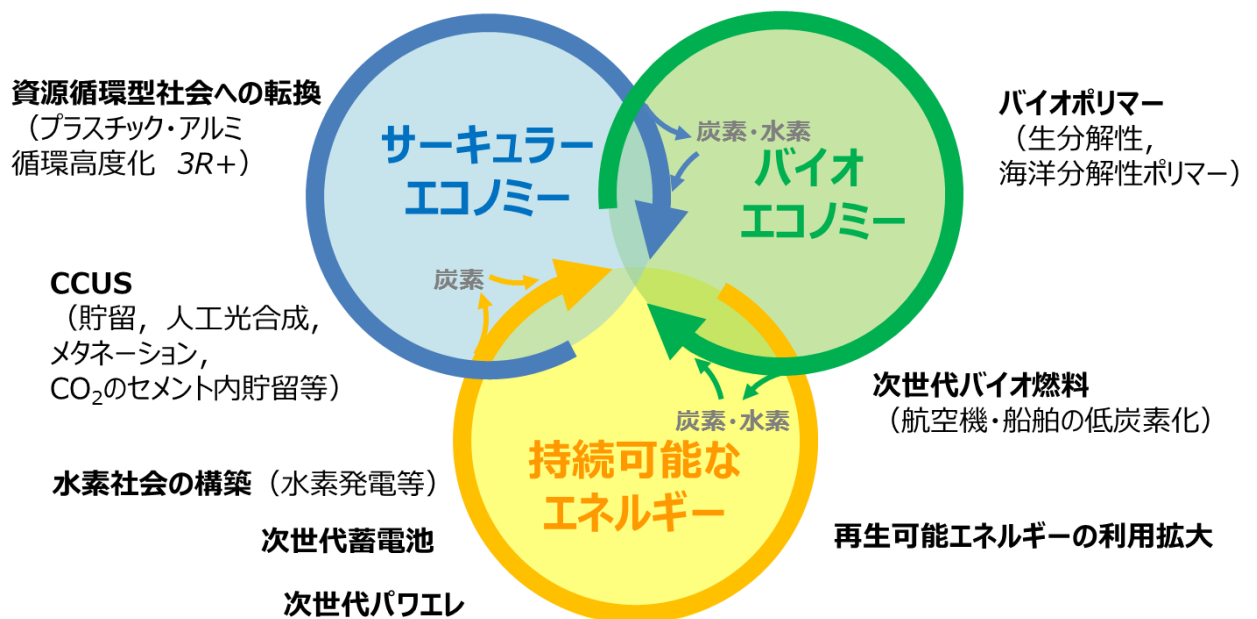 資源循環型社会への転換
（プラスチック・アルミ
循環高度化 3R+）
サーキュラー
エコノミー
炭素・水素
バイオ
エコノミー
バイオポリマー
（生分解性,
海洋分解性ポリマー）
CCUS
（貯留，人工光合成,
メタネーション,
CO₂のセメント内貯留等）
炭素
炭素・水素
次世代バイオ燃料
（航空機・船舶の低炭素化）
持続可能な
エネルギー
水素社会の構築（水素発電等）
次世代蓄電池
次世代パワエレ
再生可能エネルギーの利用拡大